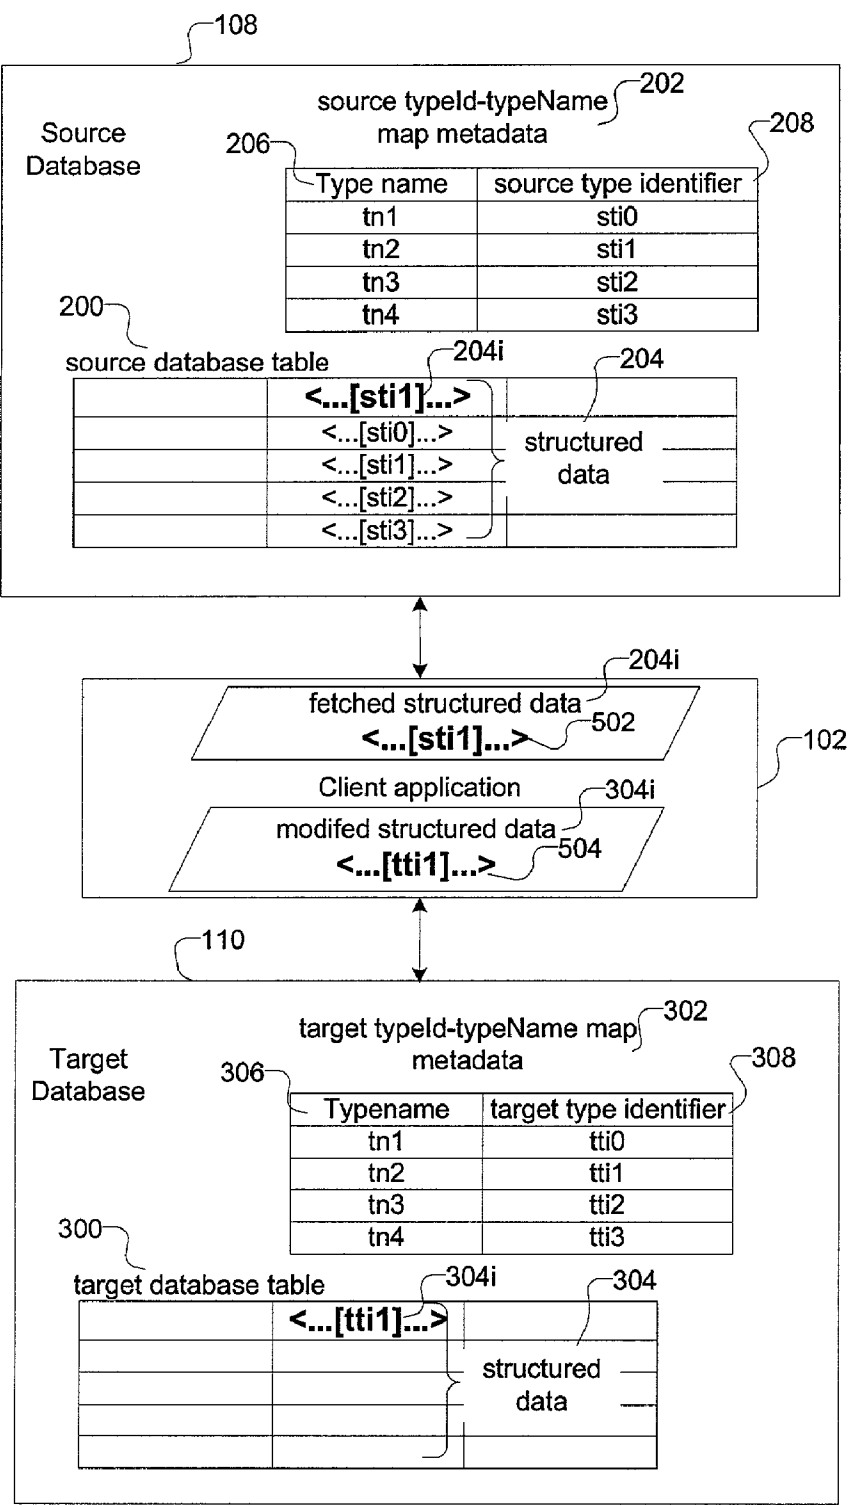 108
source typeId-typeName
map metadata
202
Source
Database
206
208
Type name source type identifier
tn1 sti0
tn2 sti1
tn3 sti2
tn4 sti3
200
source database table
204i
204
<...[sti1]...>
<...[sti0]...>
<...[sti1]...>
<...[sti2]...>
<...[sti3]...>
structured
data
204i
fetched structured data
<...[sti1]...>
502
102
Client application
304i
modifed structured data
<...[tti1]...>
504
110
target typeId-typeName map
metadata
302
Target
Database
306
308
Typename target type identifier
tn1 tti0
tn2 tti1
tn3 tti2
tn4 tti3
300
target database table
304i
304
<...[tti1]...>
structured
data